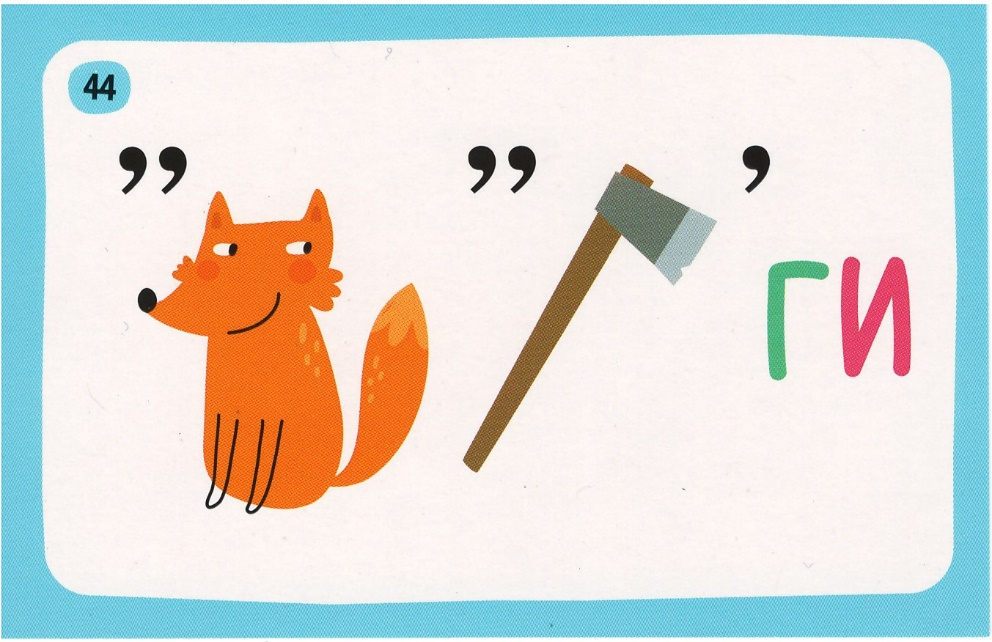 44
,, ,, ,
ги